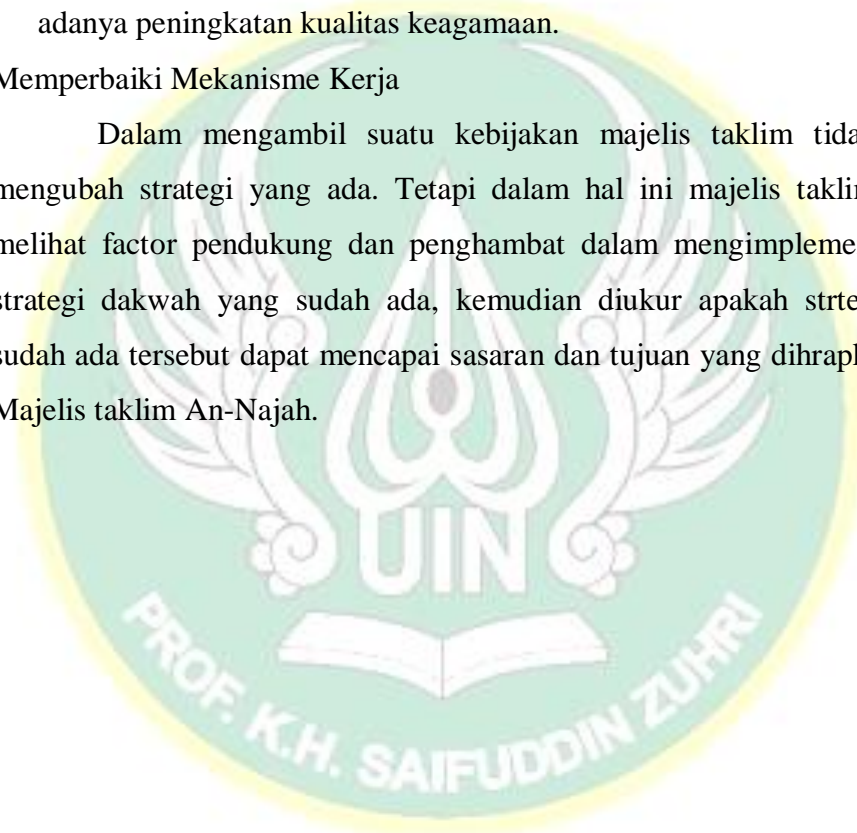 adanya peningkatan kualitas keagamaan.
Memperbaiki Mekanisme Kerja
Dalam mengambil suatu kebijakan majelis taklim tida
mengubah strategi yang ada. Tetapi dalam hal ini majelis taklim
melihat factor pendukung dan penghambat dalam mengimpleme
strategi dakwah yang sudah ada, kemudian diukur apakah strte
sudah ada tersebut dapat mencapai sasaran dan tujuan yang dihrapk
Majelis taklim An-Najah.
UIN
PROF. K.H. SAIFUDDIN ZUHRI